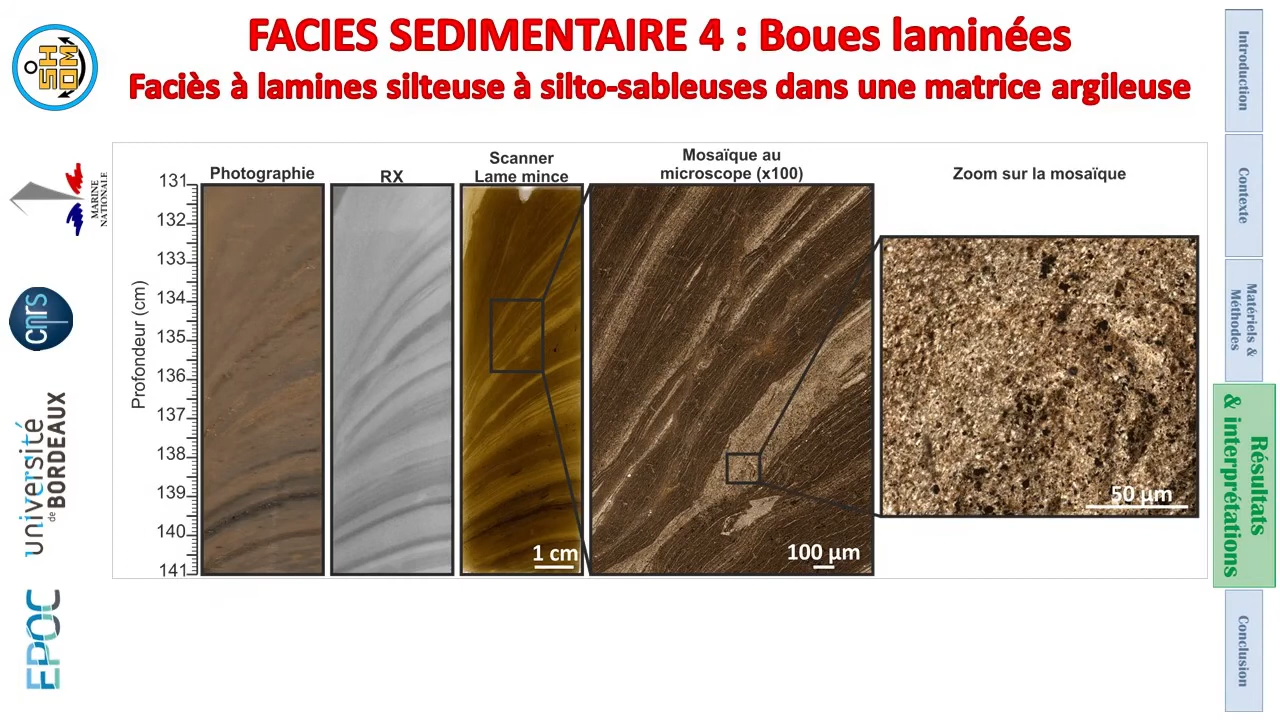 FACIES SEDIMENTAIRE 4 : Boues laminées
Faciès à lamines silteuse à silto-sableuses dans une matrice argileuse
SHOM
MARINE
NATIONALE
cnrs
université
de BORDEAUX
EPOC
Photographie
RX
Scanner
Lame mince
Mosaïque au
microscope (x100)
Zoom sur la mosaïque
Profondeur (cm)
131
132
133
134
135
136
137
138
139
140
141
1 cm
100 µm
50 µm
Introduction
Contexte
Matériels &
Méthodes
Résultats
& interprétations
Conclusion